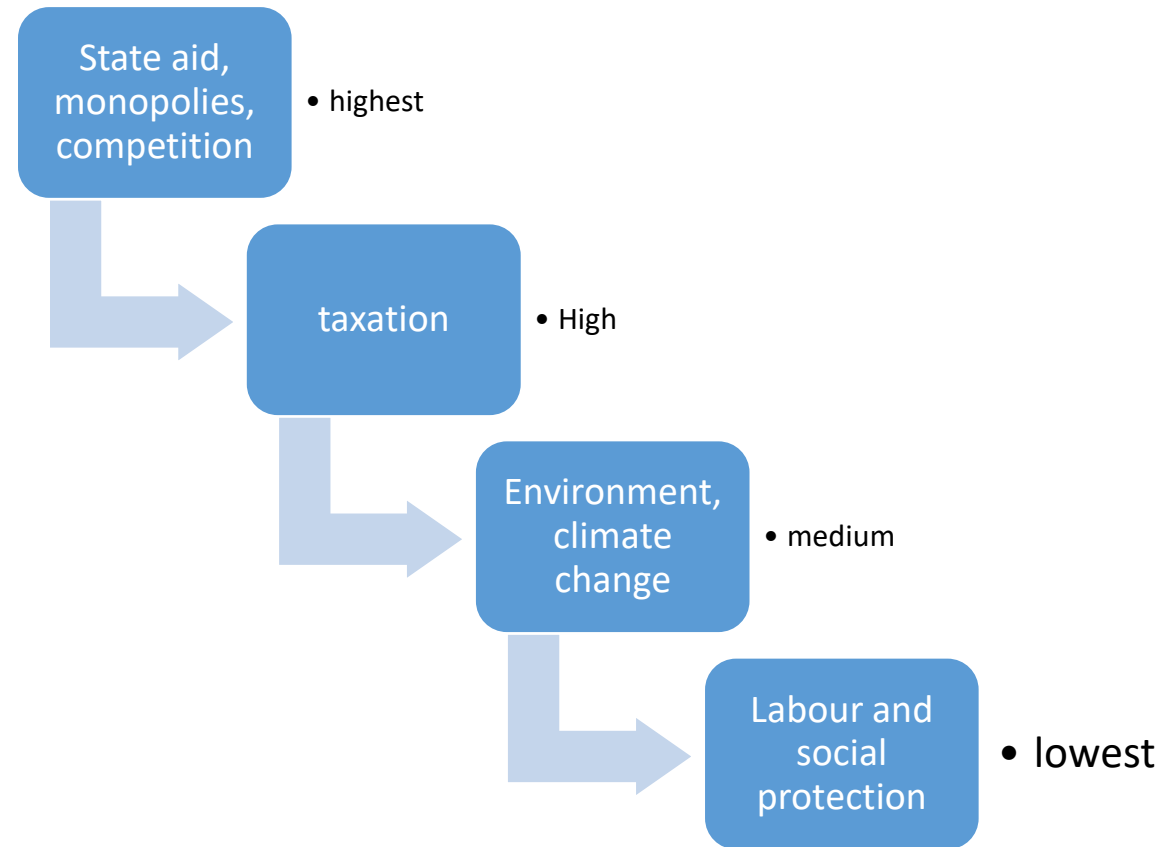 State aid,
monopolies,
competition
• highest
taxation
• High
Environment,
climate
change
• medium
Labour and
social
protection
• lowest